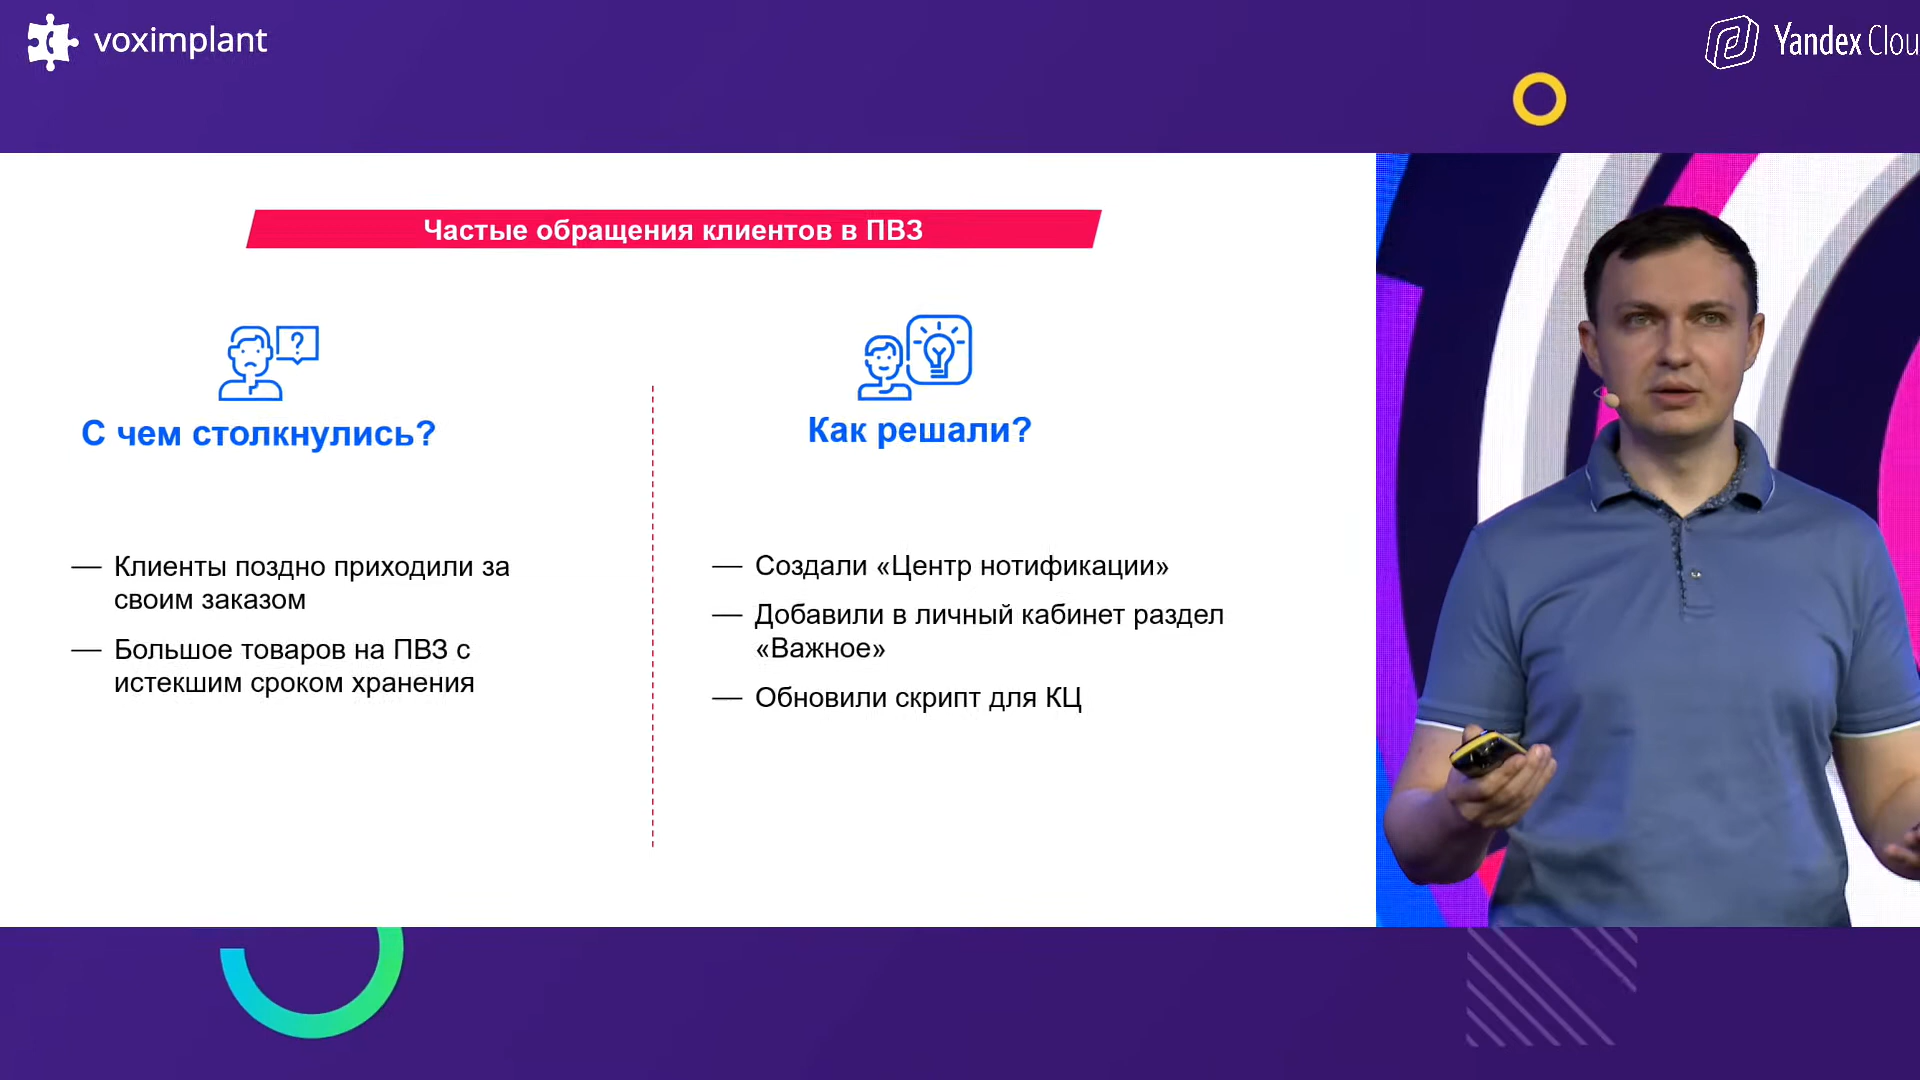 voximplant
Yandex Clou
Частые обращения клиентов в ПВЗ
?
С чем столкнулись?
Как решали?
— Клиенты поздно приходили за
своим заказом
— Большое товаров на ПВЗ с
истекшим сроком хранения
— Создали «Центр нотификации»
— Добавили в личный кабинет раздел
«Важное»
— Обновили скрипт для КЦ